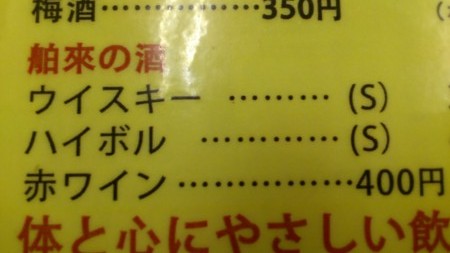 梅酒………………350円
舶來の酒
ウイスキー ……… (S)
ハイボル ………… (S)
赤ワイン……………400円
体と心にやさしい飲